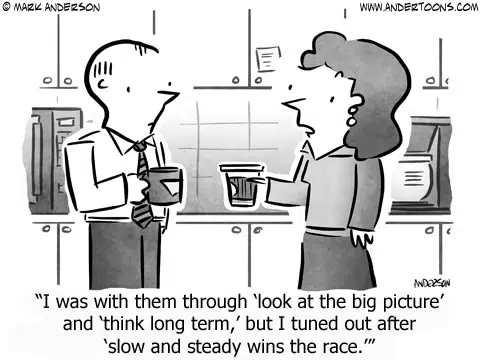 © MARK ANDERSON
WWW.ANDERTOONS.COM
ANDERSON
“I was with them through ‘look at the big picture’
and ‘think long term,’ but I tuned out after
‘slow and steady wins the race.’”